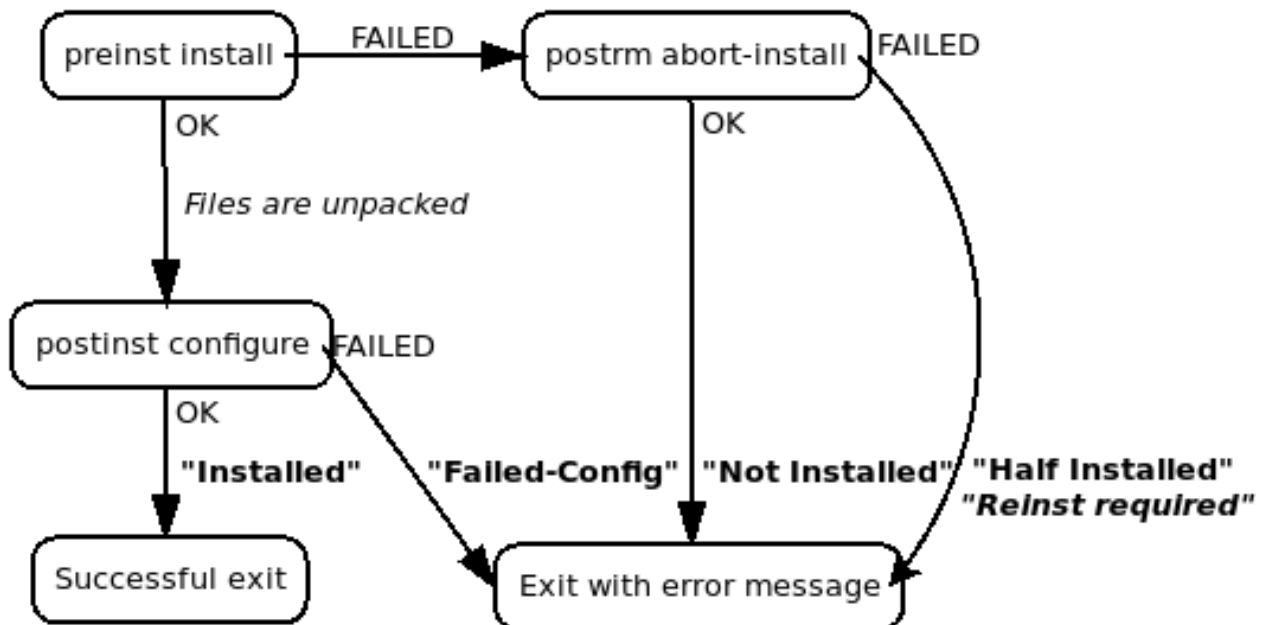 preinst install
FAILED
postrm abort-install
FAILED
OK
OK
Files are unpacked
postinst configure
FAILED
OK
"Installed"
"Failed-Config"
"Not Installed"
"Half Installed"
"Reinst required"
Successful exit
Exit with error message